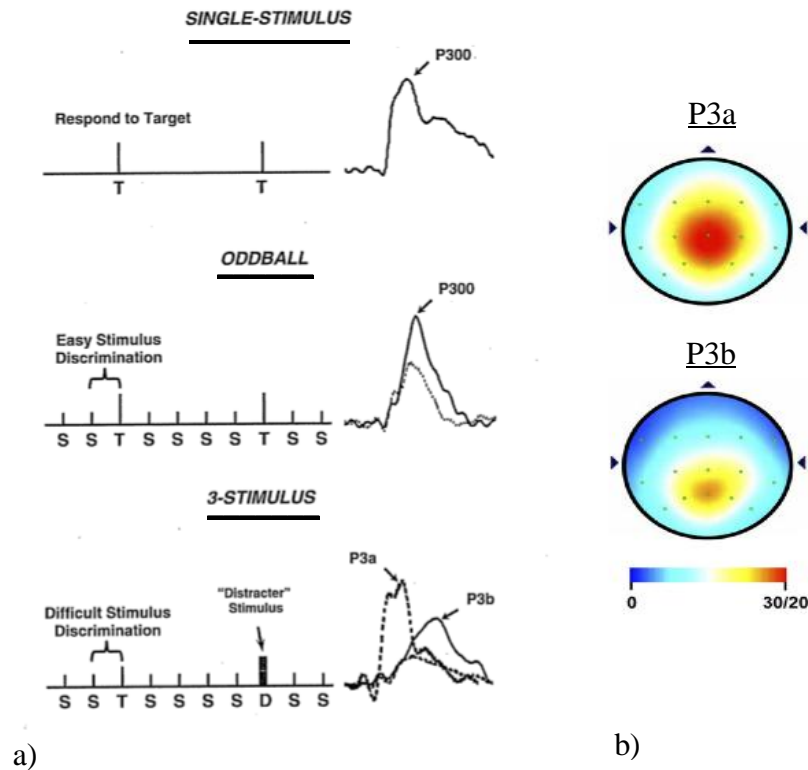 SINGLE-STIMULUS
P300
Respond to Target
T T
ODDBALL
P300
Easy Stimulus
Discrimination
S S T S S S S T S S
3-STIMULUS
P3a
P3b
"Distracter"
Stimulus
Difficult Stimulus
Discrimination
S S T S S S S D S S
a)
P3a
P3b
0 30/20
b)